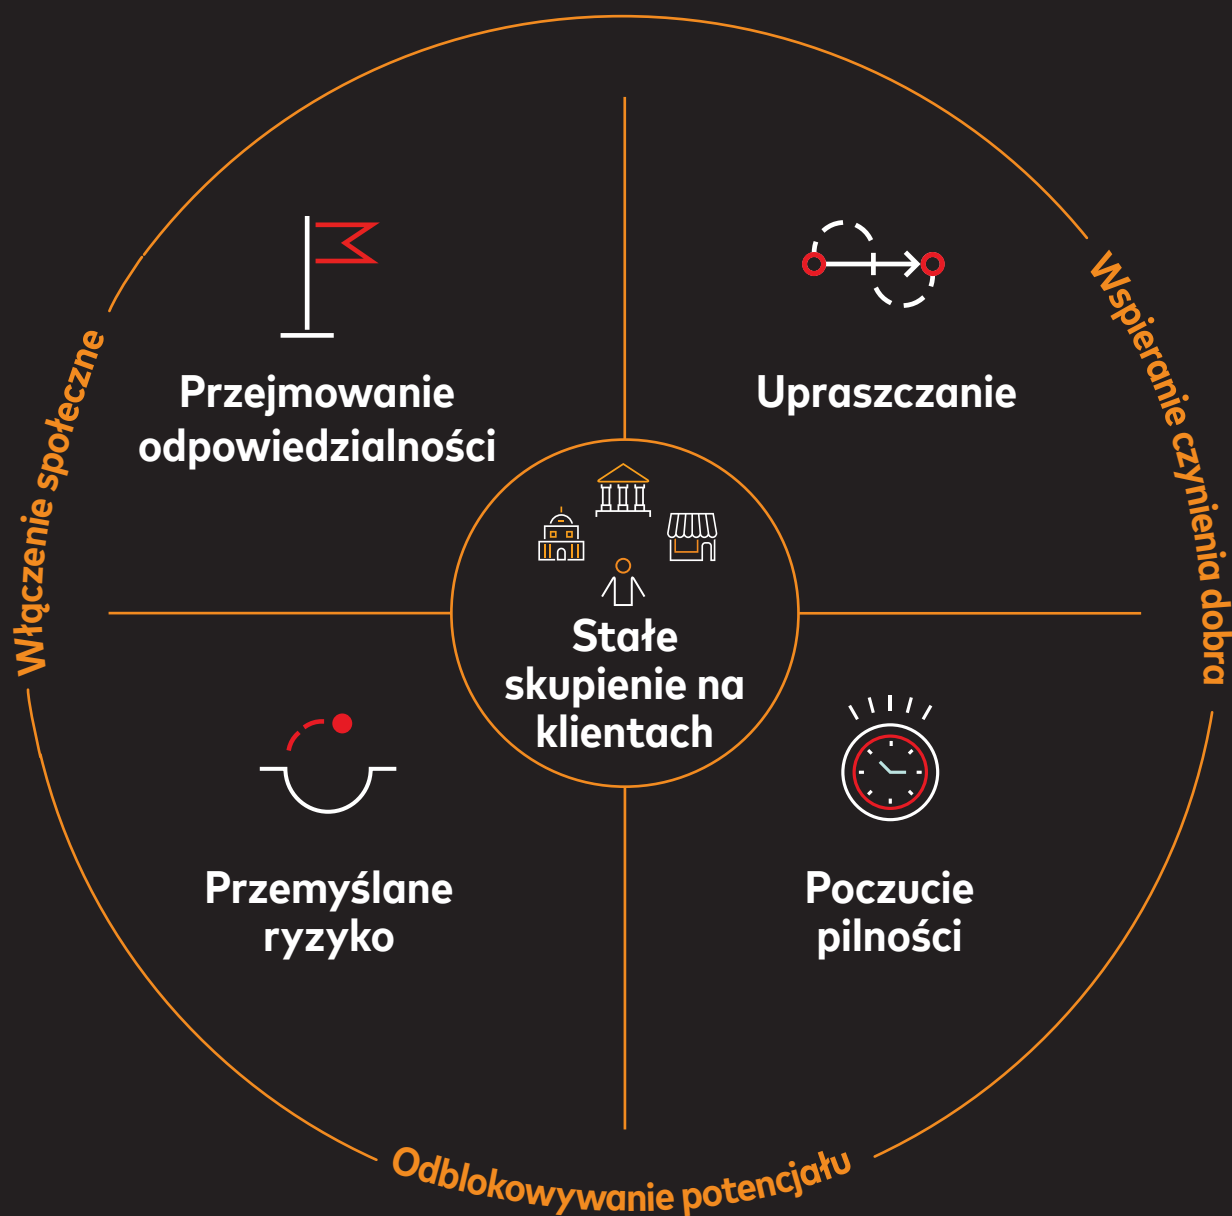 Przejmowanie
odpowiedzialności
Upraszczanie
Włączenie społeczne
Wspieranie czynienia dobra
Stałe
skupienie na
klientach
Przemyślane
ryzyko
Poczucie
pilności
Odblokowywanie potencjału